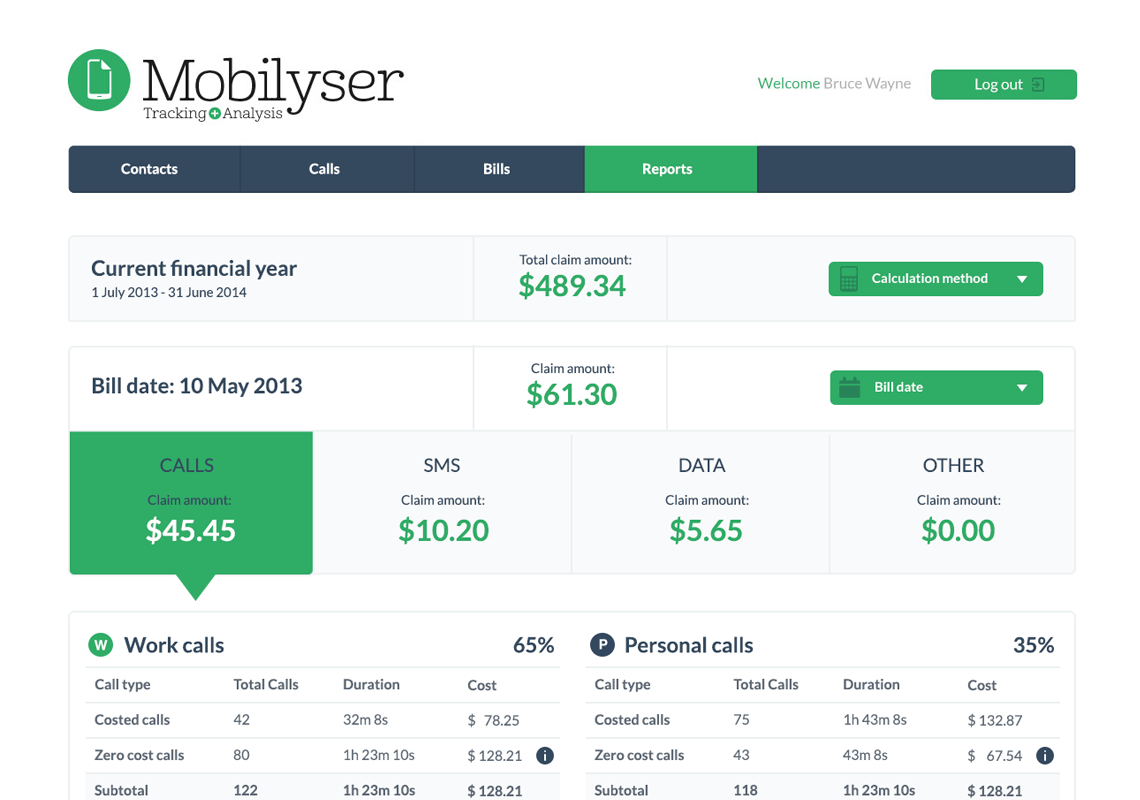 Mobilyser
Tracking+Analysis
Welcome Bruce Wayne
Log out
Contacts Calls Bills Reports
Current financial year
1 July 2013 - 31 June 2014
Total claim amount:
$489.34
Calculation method
Bill date: 10 May 2013
Claim amount:
$61.30
Bill date
CALLS
Claim amount:
$45.45
SMS
Claim amount:
$10.20
DATA
Claim amount:
$5.65
OTHER
Claim amount:
$0.00
W Work calls 65%
Call type Total Calls Duration Cost
Costed calls 42 32m 8s $ 78.25
Zero cost calls 80 1h 23m 10s $ 128.21 i
Subtotal 122 1h 23m 10s $ 128.21
P Personal calls 35%
Call type Total Calls Duration Cost
Costed calls 75 1h 43m 8s $ 132.87
Zero cost calls 43 43m 8s $ 67.54 i
Subtotal 118 1h 23m 10s $ 128.21